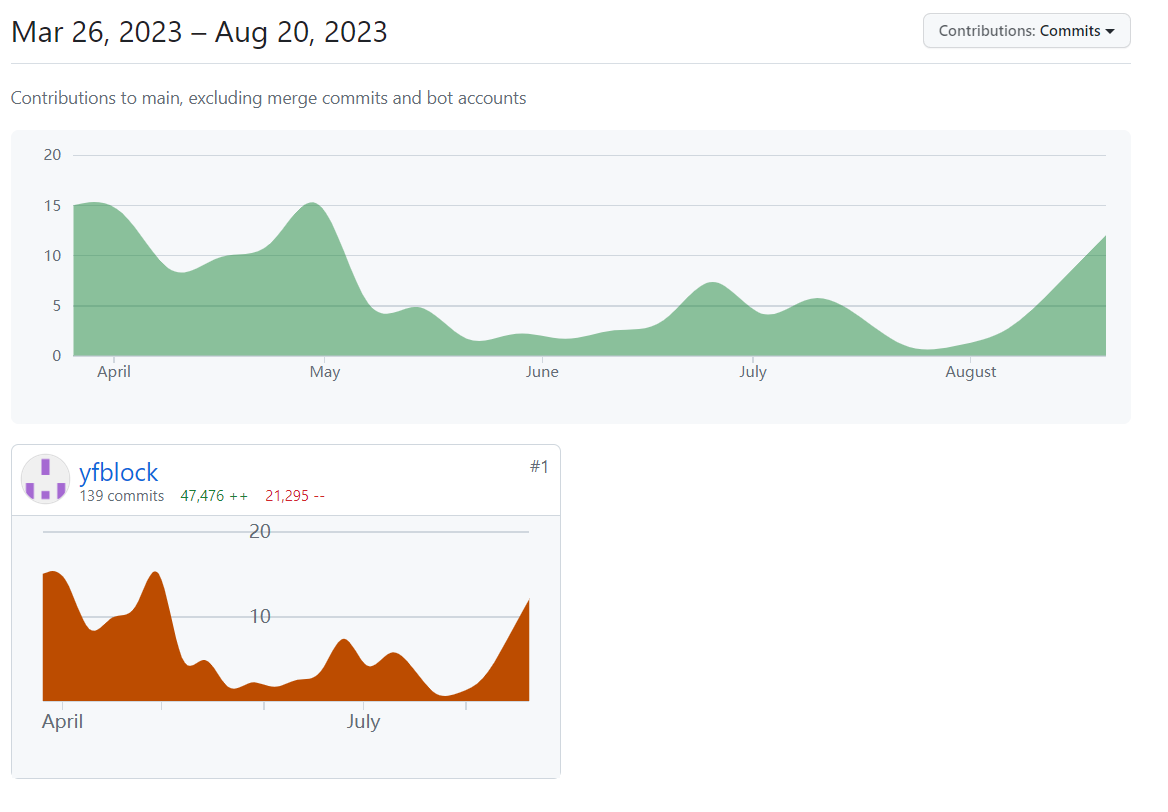 Mar 26, 2023 – Aug 20, 2023
Contributions: Commits
Contributions to main, excluding merge commits and bot accounts
20
15
10
5
0
April May June July August
yfblock
#1
139 commits 47,476 ++ 21,295 --
20
10
April July